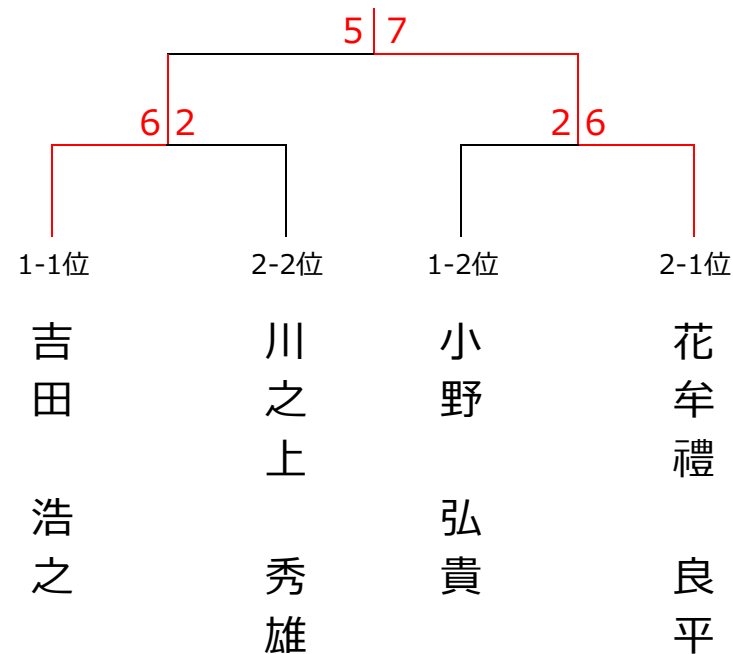 5 7
6 2
2 6
1-1位
2-2位
1-2位
2-1位
吉田 浩之
川之上 秀雄
小野 弘貴
花牟禮 良平